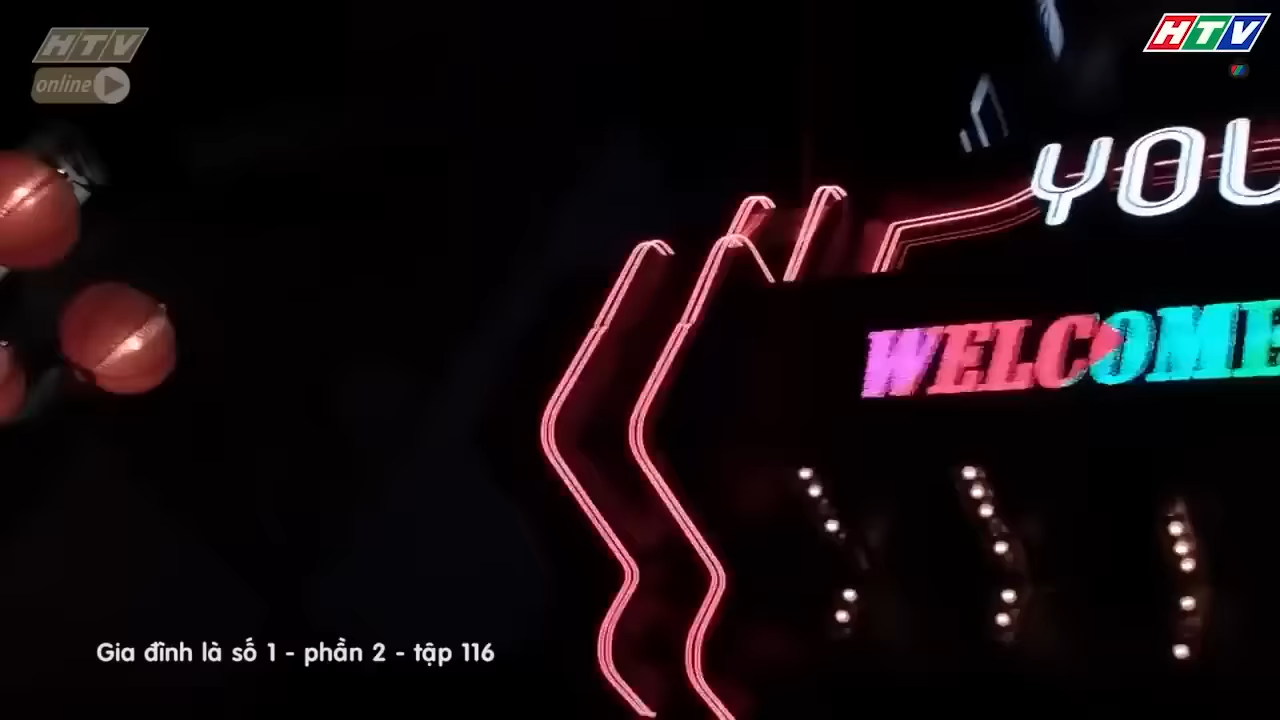 HTV
online
HTV
YOU
WELCOME
Gia đình là số 1 - phần 2 - tập 116